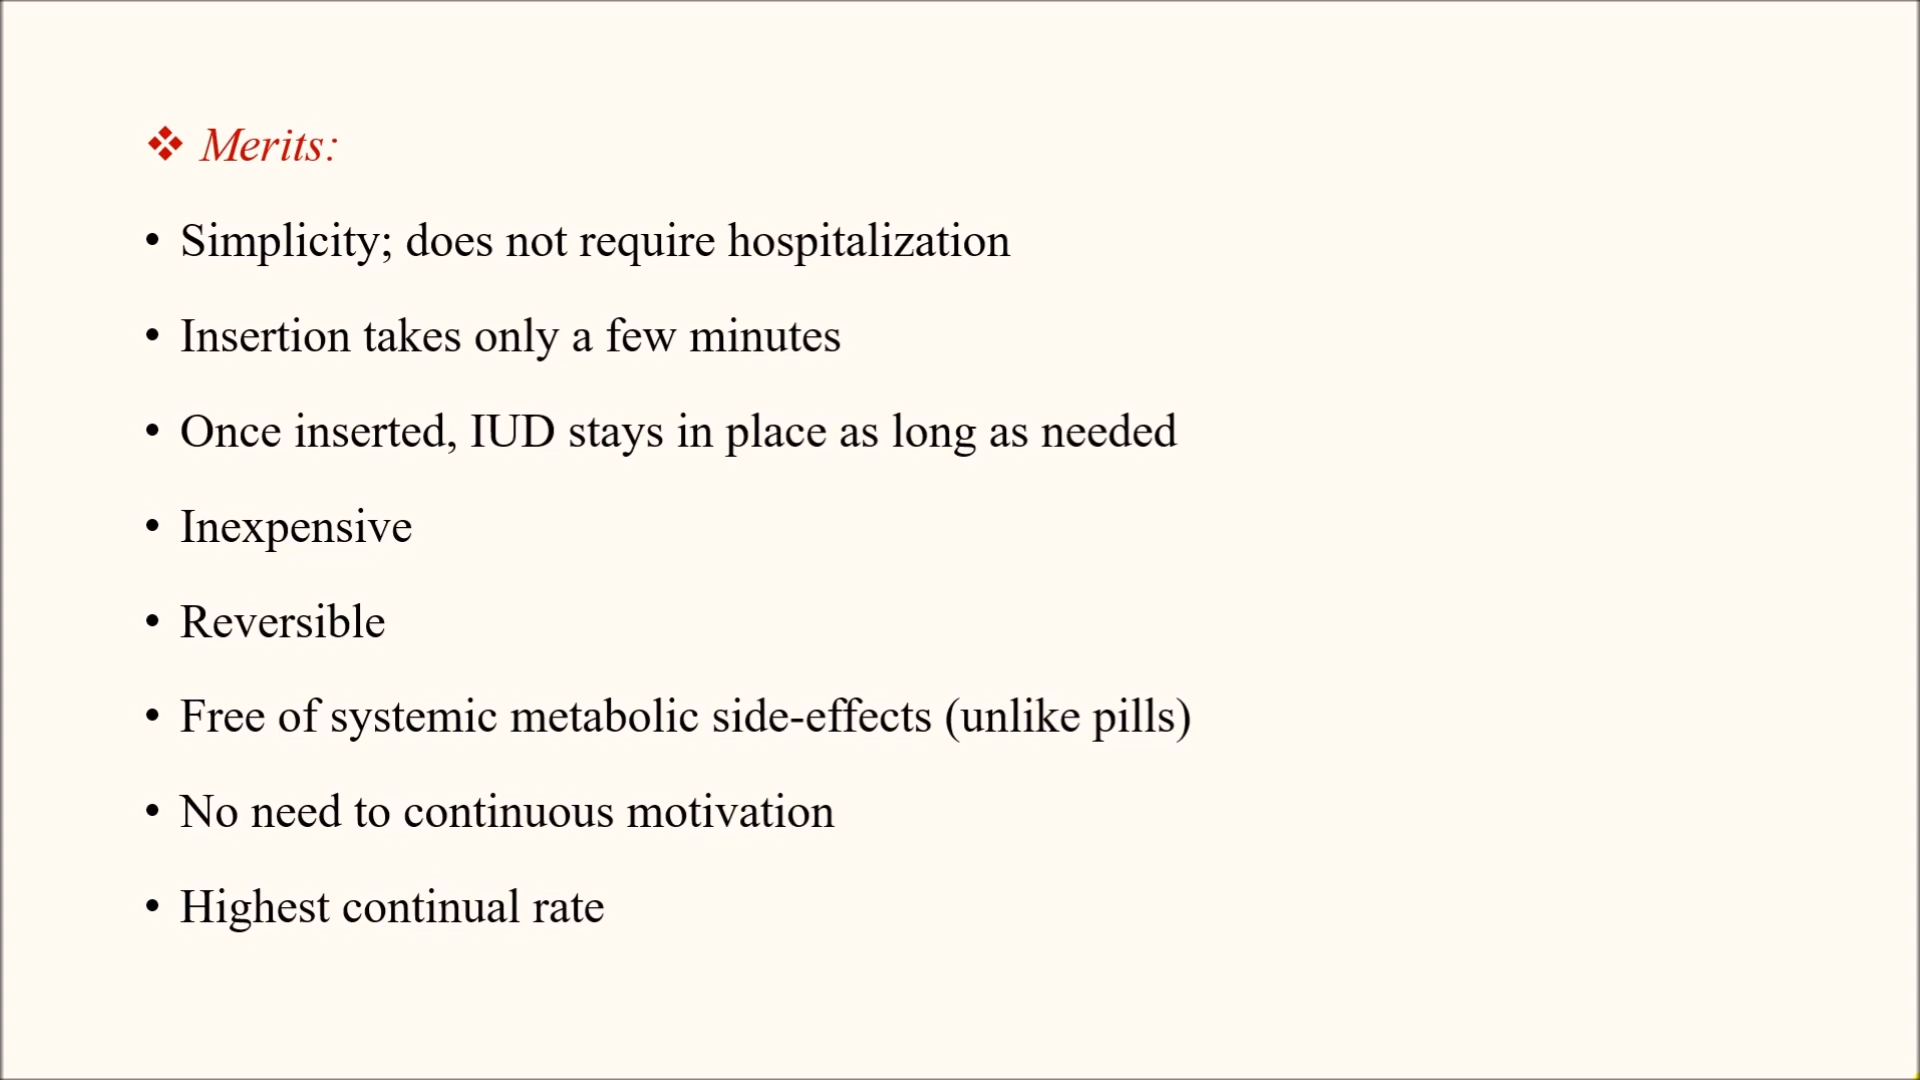 ❖ Merits:
• Simplicity; does not require hospitalization
• Insertion takes only a few minutes
• Once inserted, IUD stays in place as long as needed
• Inexpensive
• Reversible
• Free of systemic metabolic side-effects (unlike pills)
• No need to continuous motivation
• Highest continual rate